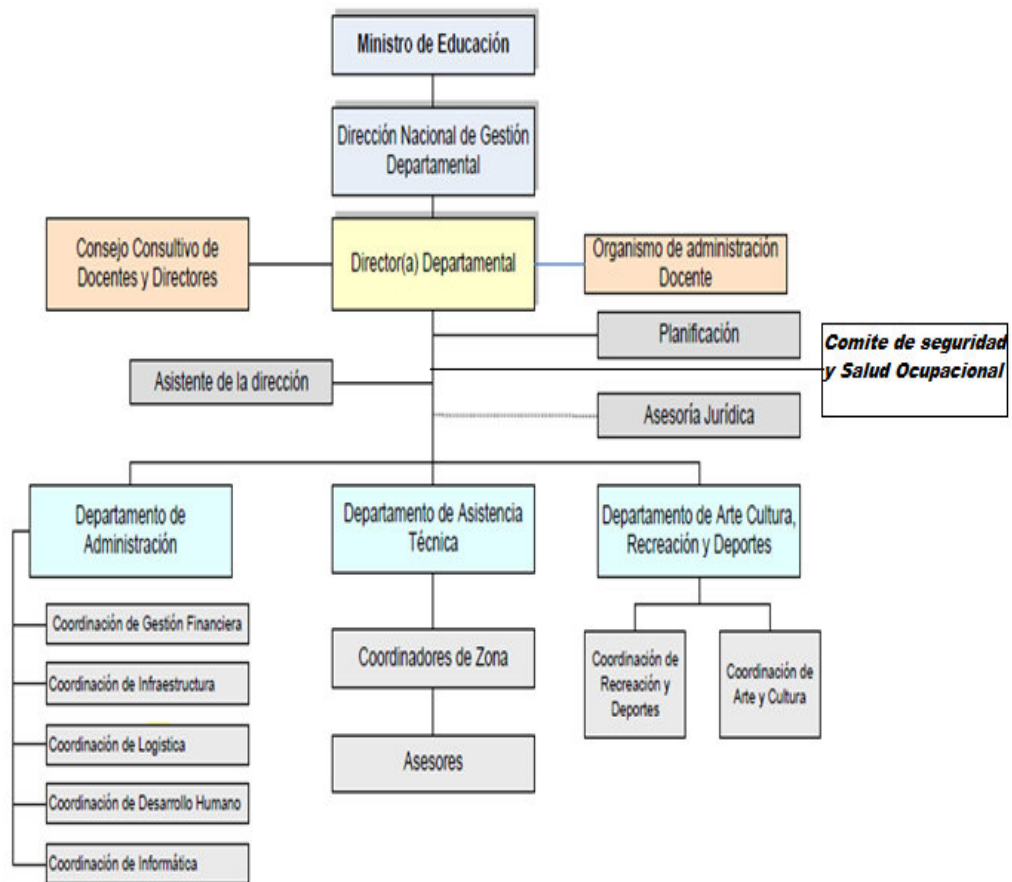 Ministro de Educación
Dirección Nacional de Gestión
Departamental
Consejo Consultivo de
Docentes y Directores
Director(a) Departamental
Organismo de administración
Docente
Planificación
Comite de seguridad
y Salud Ocupacional
Asistente de la dirección
Asesoría Jurídica
Departamento de
Administración
Departamento de Asistencia
Técnica
Departamento de Arte Cultura,
Recreación y Deportes
Coordinación de Gestión Financiera
Coordinación de Infraestructura
Coordinación de Logística
Coordinación de Desarrollo Humano
Coordinación de Informática
Coordinadores de Zona
Asesores
Coordinación de
Recreación y
Deportes
Coordinación de
Arte y Cultura